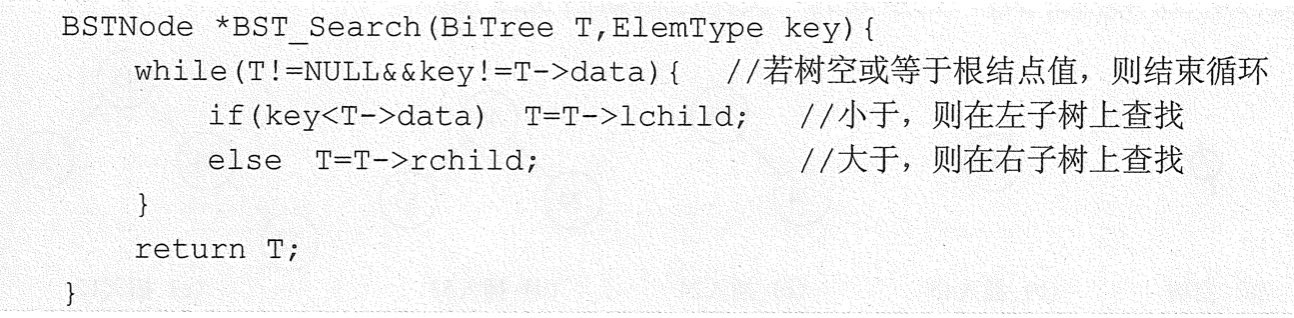 BSTNode *BST_Search(BiTree T,ElemType key){
    while(T!=NULL&&key!=T->data){  //若树空或等于根结点值，则结束循环
        if(key<T->data)  T=T->lchild;   //小于，则在左子树上查找
        else  T=T->rchild;              //大于，则在右子树上查找
    }
    return T;
}